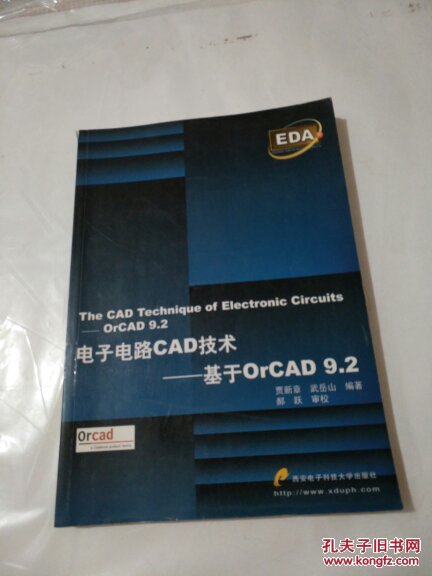 EDA
The CAD Technique of Electronic Circuits
—— OrCAD 9.2
电子电路CAD技术
——基于OrCAD 9.2
贾新章 武岳山 编著
郝 跃 审校
Orcad
西安电子科技大学出版社
http://www.xduph.com
孔夫子旧书网
KONGFZ.COM